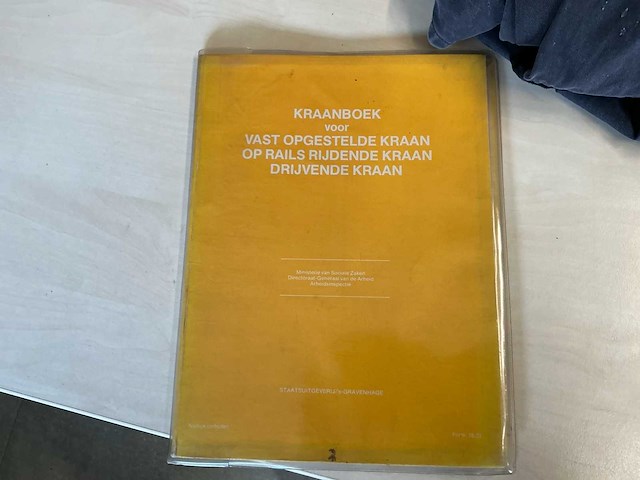 KRAANBOEK
voor
VAST OPGESTELDE KRAAN
OP RAILS RIJDENDE KRAAN
DRIJVENDE KRAAN
Ministerie van Sociale Zaken
Directoraat-Generaal van de Arbeid
Arbeidsinspectie
STAATSUITGEVERIJ/'s-GRAVENHAGE